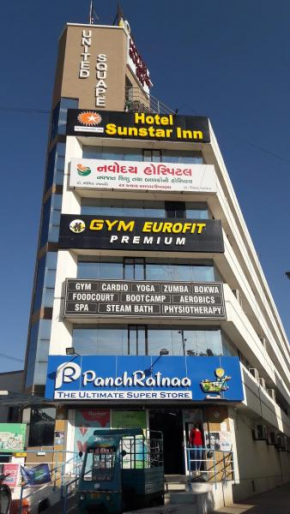 UNITED
SQUARE
Hotel
Sunstar Inn
નવોદય હોસ્પિટલ
GYM EUROFIT
PREMIUM
GYM CARDIO YOGA ZUMBA BOKWA
FOODCOURT BOOTCAMP AEROBICS
SPA STEAM BATH PHYSIOTHERAPY
PanchRatnaa
THE ULTIMATE SUPER STORE